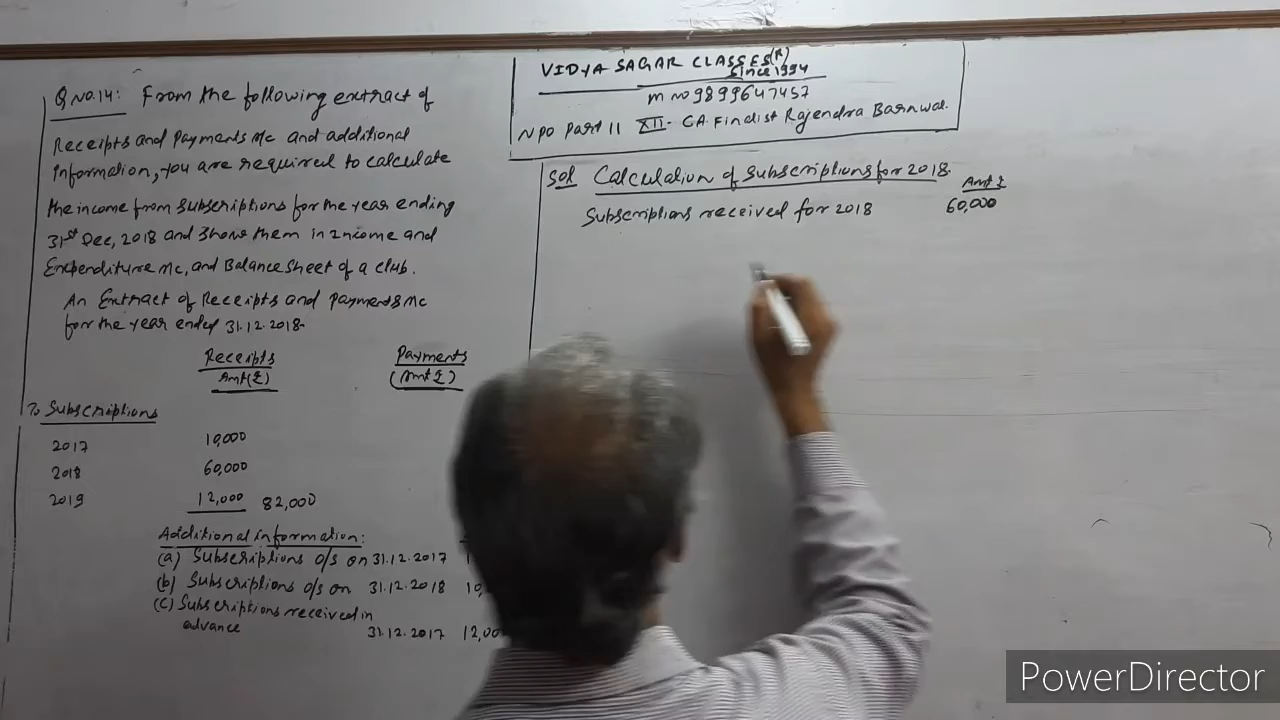 Q No.14: From the following extract of
Receipts and Payments A/c and additional
Information, you are required to calculate
the income from subscriptions for the year ending
31st Dec, 2018 and show them in Income and
Expenditure A/c, and Balance Sheet of a club.
An Extract of Receipts and Payments A/c
for the year ended 31.12.2018-
Receipts Payments
Amt(₹) (Amt ₹)
To Subscriptions
2017 10,000
2018 60,000
2019 12,000 82,000
Additional information:
(a) Subscriptions o/s on 31.12.2017
(b) Subscriptions o/s on 31.12.2018
(c) Subscriptions received in
advance 31.12.2017
VIDYA SAGAR CLASSES (R)
Since 1994
M no 9899647457
NPO Part II XII- CA Finalist Rajendra Barnwal.
Sol Calculation of Subscriptions for 2018.
Amt ₹
Subscriptions received for 2018 60,000
PowerDirector